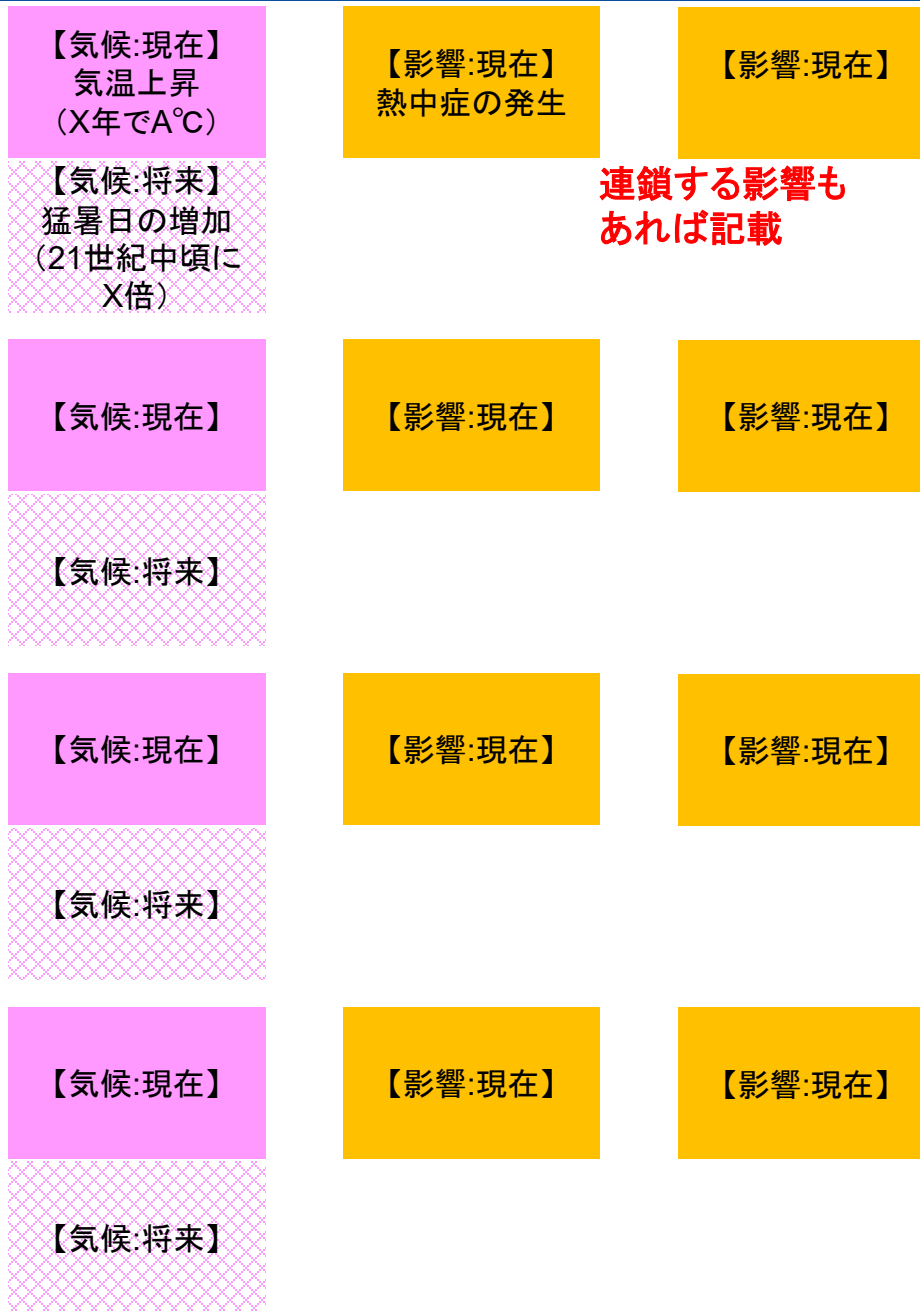 【気候:現在】
気温上昇
（X年でA℃）
【影響:現在】
熱中症の発生
【影響:現在】
【気候:将来】
猛暑日の増加
（21世紀中頃に
X倍）
連鎖する影響も
あれば記載
【気候:現在】
【影響:現在】
【影響:現在】
【気候:将来】
【気候:現在】
【影響:現在】
【影響:現在】
【気候:将来】
【気候:現在】
【影響:現在】
【影響:現在】
【気候:将来】